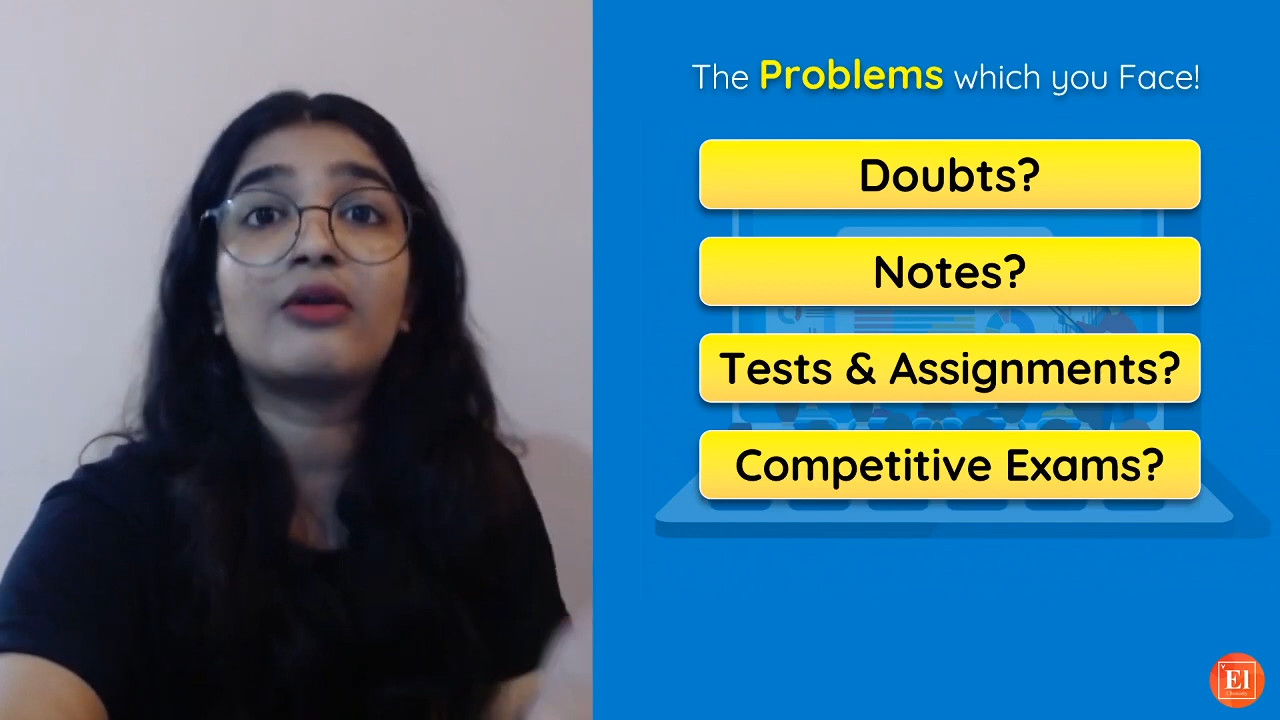 The Problems which you Face!
Doubts?
Notes?
Tests & Assignments?
Competitive Exams?
El